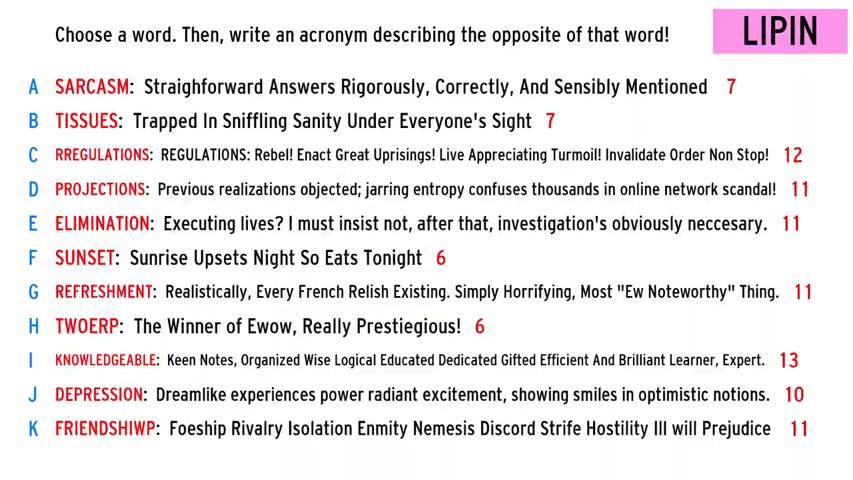 Choose a word. Then, write an acronym describing the opposite of that word!
LIPIN
A SARCASM: Straighforward Answers Rigorously, Correctly, And Sensibly Mentioned 7
B TISSUES: Trapped In Sniffling Sanity Under Everyone's Sight 7
C RREGULATIONS: REGULATIONS: Rebel! Enact Great Uprisings! Live Appreciating Turmoil! Invalidate Order Non Stop! 12
D PROJECTIONS: Previous realizations objected; jarring entropy confuses thousands in online network scandal! 11
E ELIMINATION: Executing lives? I must insist not, after that, investigation's obviously neccesary. 11
F SUNSET: Sunrise Upsets Night So Eats Tonight 6
G REFRESHMENT: Realistically, Every French Relish Existing. Simply Horrifying, Most "Ew Noteworthy" Thing. 11
H TWOERP: The Winner of Ewow, Really Prestiegious! 6
I KNOWLEDGEABLE: Keen Notes, Organized Wise Logical Educated Dedicated Gifted Efficient And Brilliant Learner, Expert. 13
J DEPRESSION: Dreamlike experiences power radiant excitement, showing smiles in optimistic notions. 10
K FRIENDSHIWP: Foeship Rivalry Isolation Enmity Nemesis Discord Strife Hostility Ill will Prejudice 11